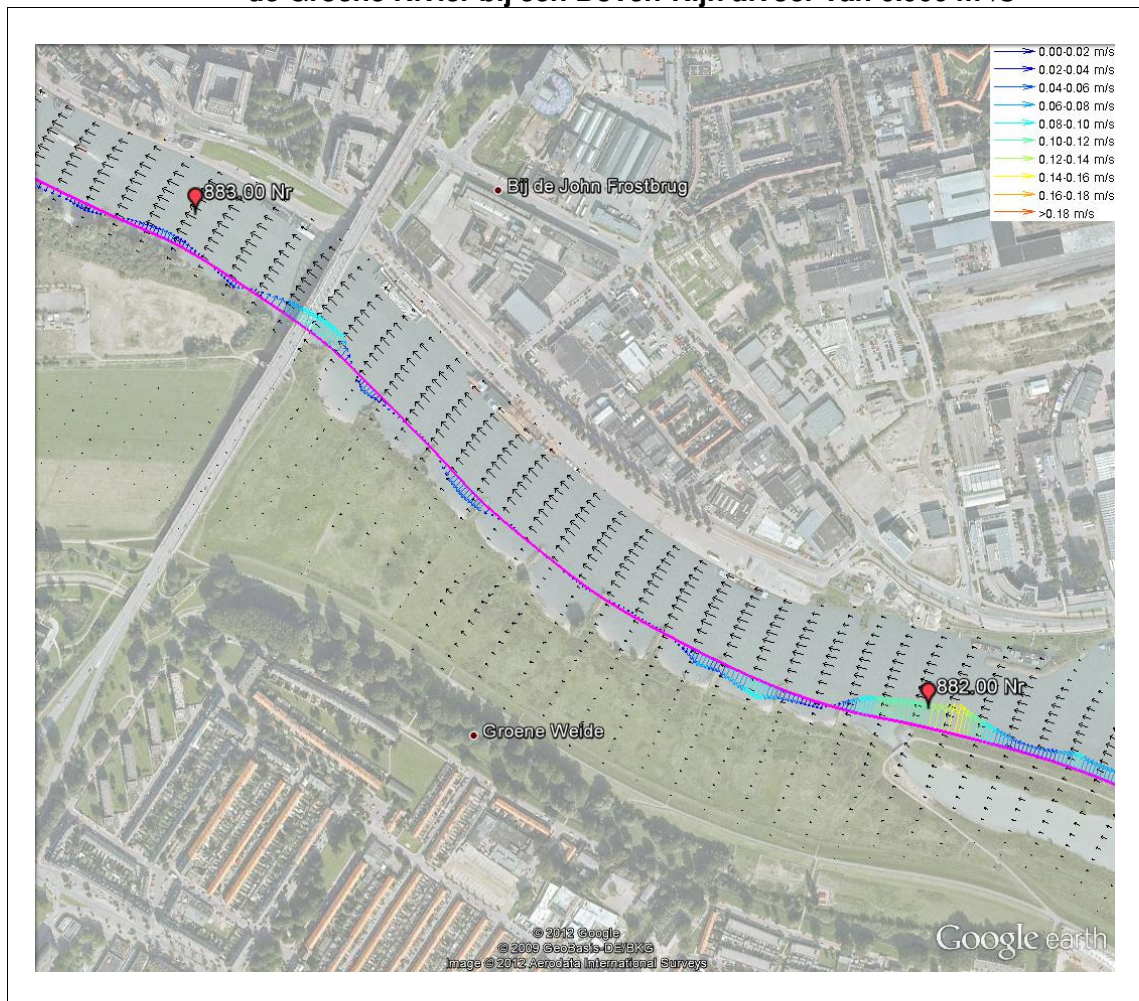 0.00-0.02 m/s
0.02-0.04 m/s
0.04-0.06 m/s
0.06-0.08 m/s
0.08-0.10 m/s
0.10-0.12 m/s
0.12-0.14 m/s
0.14-0.16 m/s
0.16-0.18 m/s
>0.18 m/s
883.00 Nr
Bij de John Frostbrug
882.00 Nr
Groene Weide
© 2012 Google
© 2009 GeoBasis-DE/BKG
Image © 2012 Aerodata International Surveys
Google earth